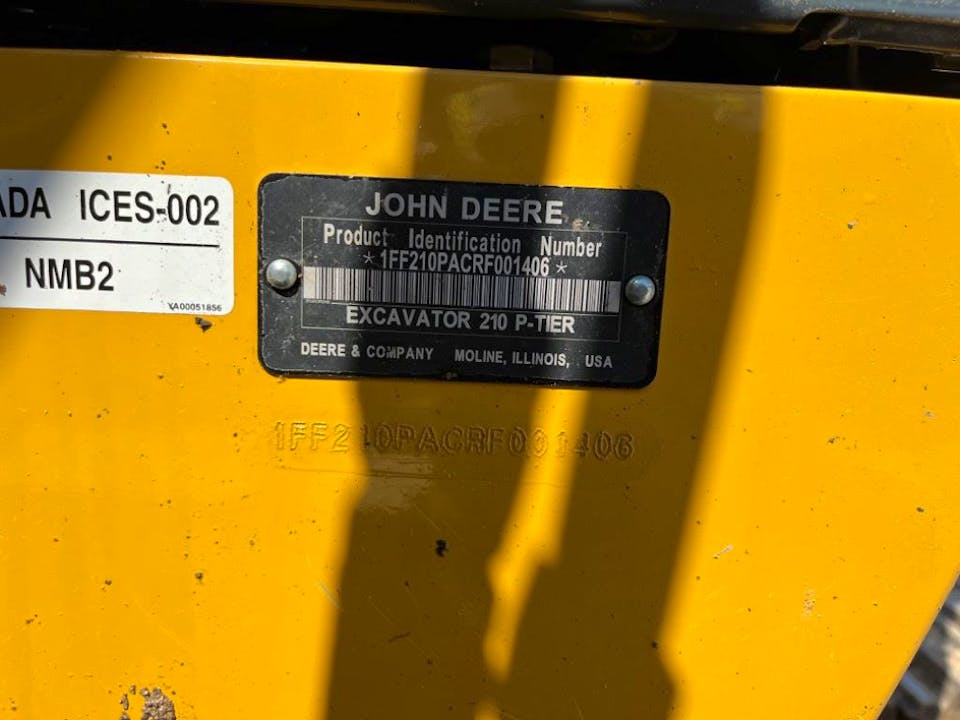 ADA ICES-002
NMB2
YA00051856
JOHN DEERE
Product Identification Number
*1FF210PACRF001406*
EXCAVATOR 210 P-TIER
DEERE & COMPANY MOLINE, ILLINOIS, USA
1FF210PACRF001406